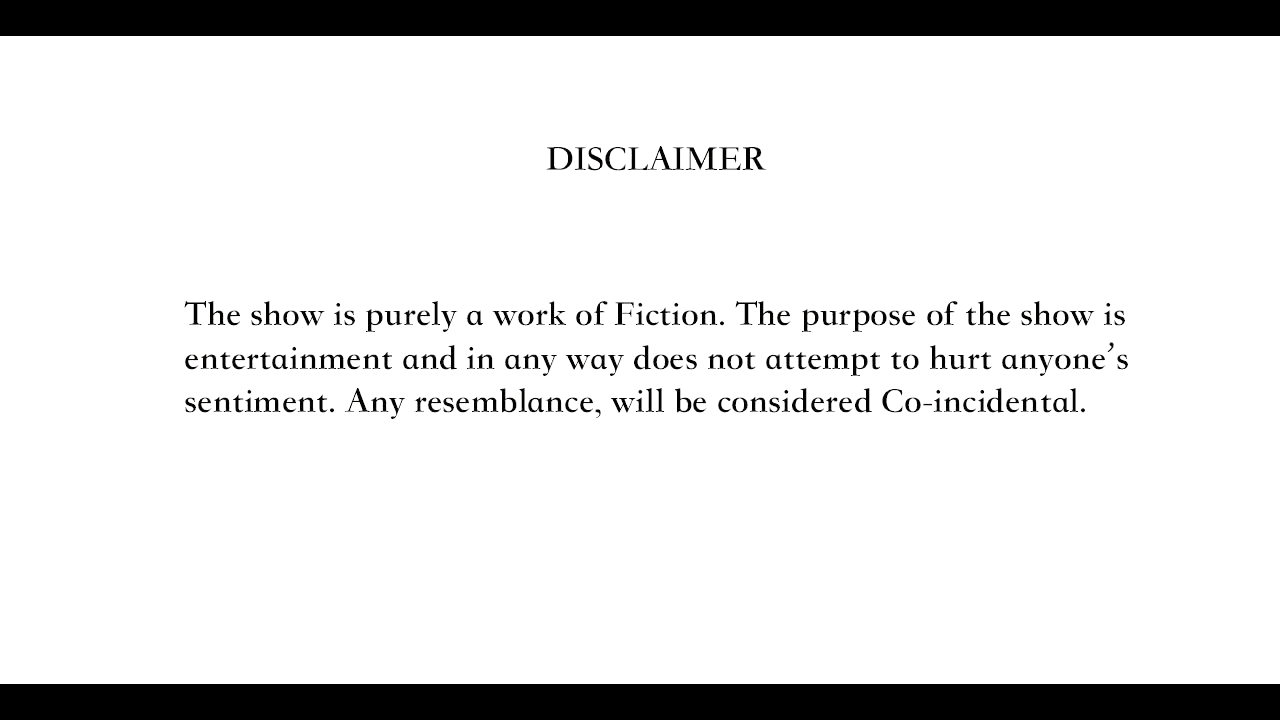 DISCLAIMER
The show is purely a work of Fiction. The purpose of the show is
entertainment and in any way does not attempt to hurt anyone’s
sentiment. Any resemblance, will be considered Co-incidental.